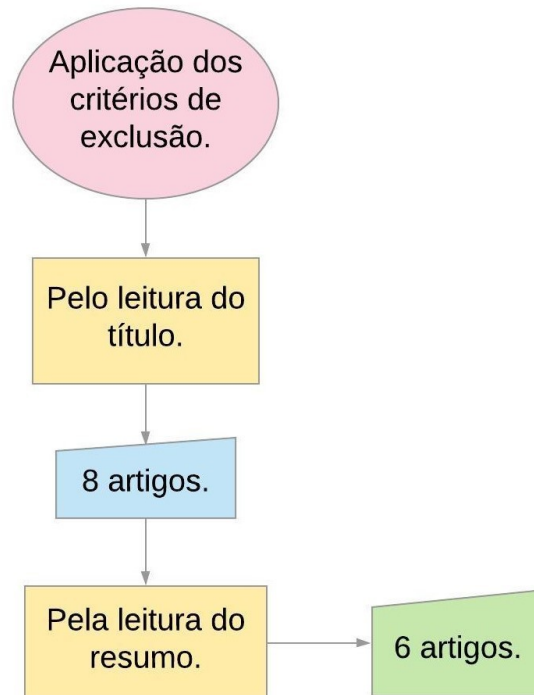 Aplicação dos
critérios de
exclusão.
Pelo leitura do
título.
8 artigos.
Pela leitura do
resumo.
6 artigos.